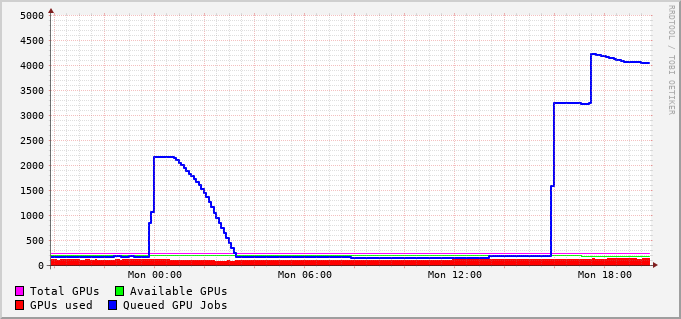 5000
4500
4000
3500
3000
2500
2000
1500
1000
500
0
Mon 00:00 Mon 06:00 Mon 12:00 Mon 18:00
Total GPUs Available GPUs
GPUs used Queued GPU Jobs
RRDTOOL / TOBI OETIKER